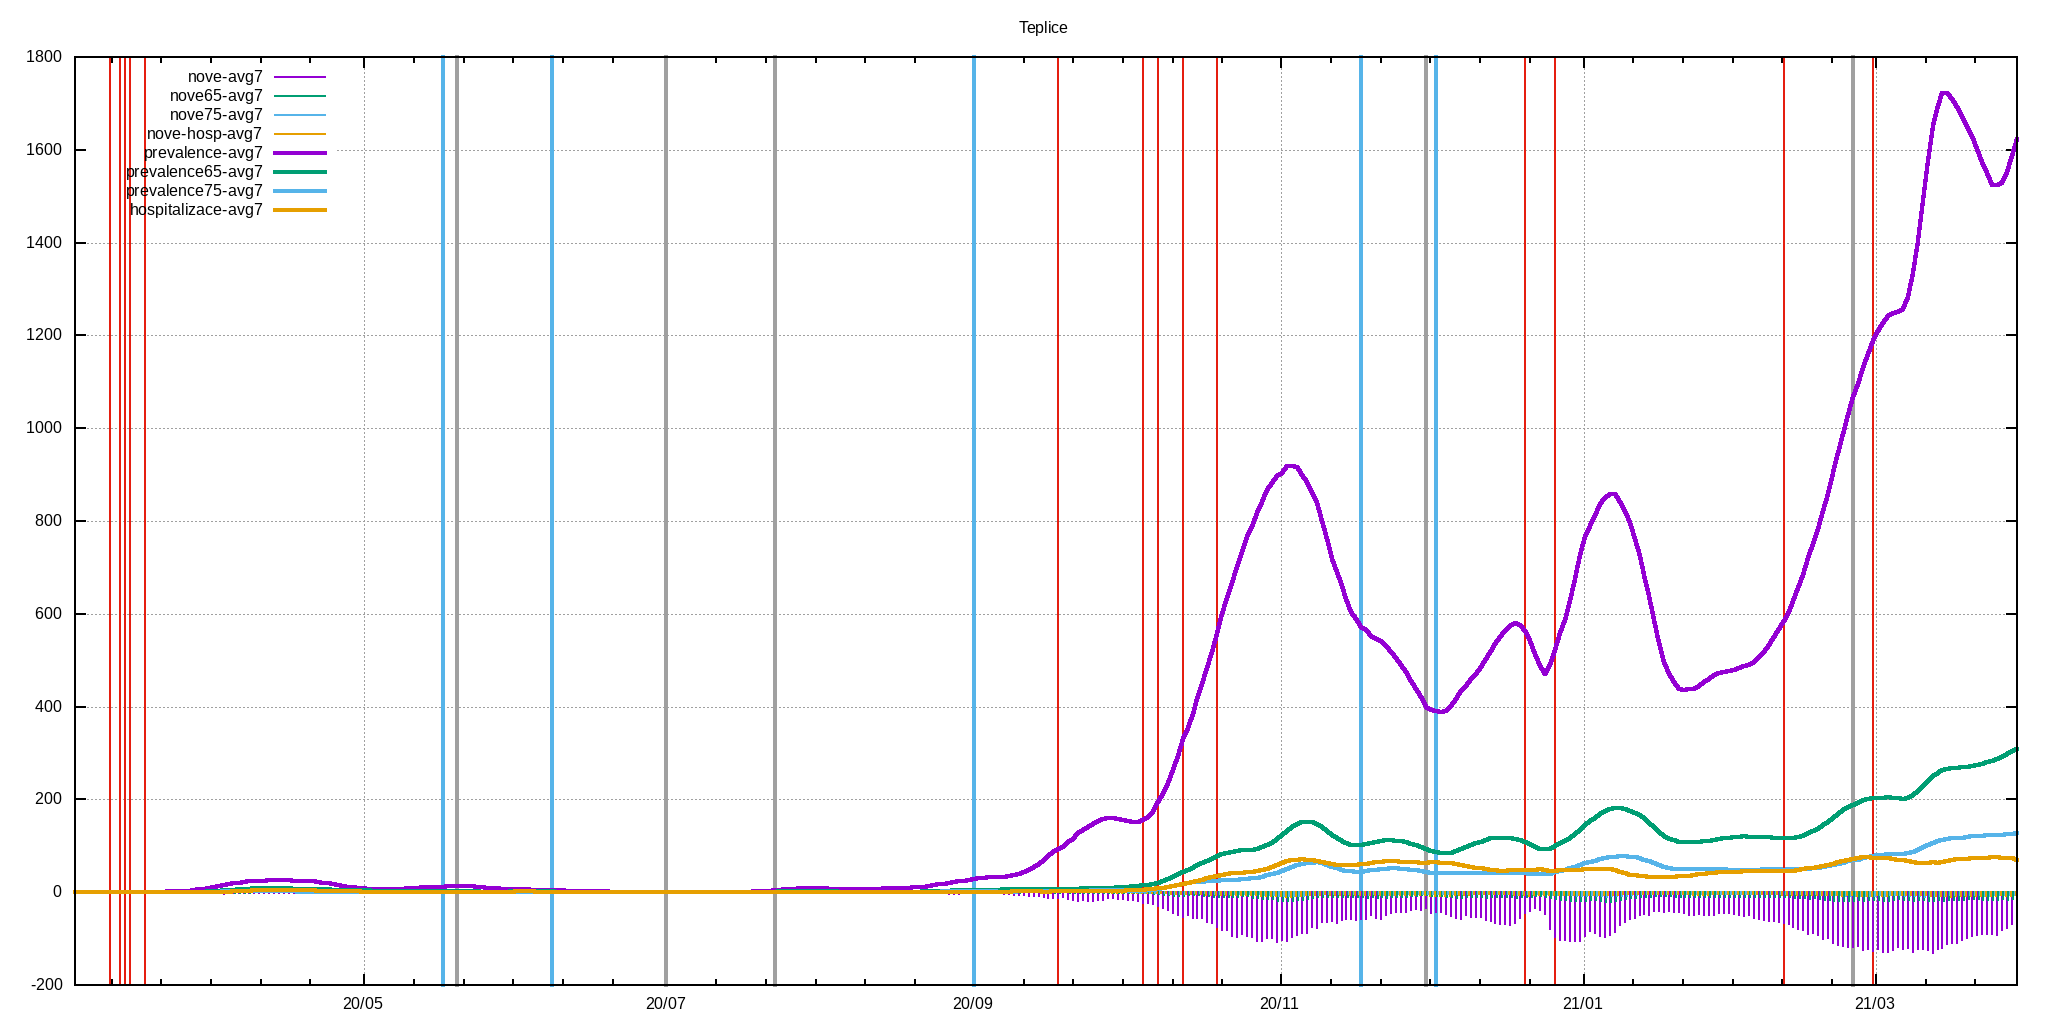 Teplice
1800
1600
1400
1200
1000
800
600
400
200
0
-200
nove-avg7
nove65-avg7
nove75-avg7
nove-hosp-avg7
prevalence-avg7
prevalence65-avg7
prevalence75-avg7
hospitalizace-avg7
20/05
20/07
20/09
20/11
21/01
21/03